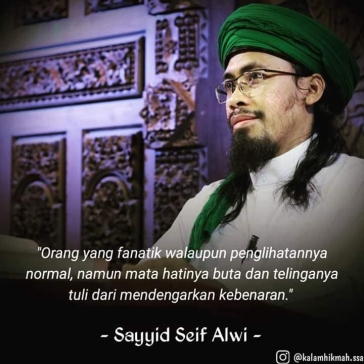 "Orang yang fanatik walaupun penglihatannya
normal, namun mata hatinya buta dan telinganya
tuli dari mendengarkan kebenaran."
~ Sayyid Seif Alwi ~
@kalamhikmah.ssa